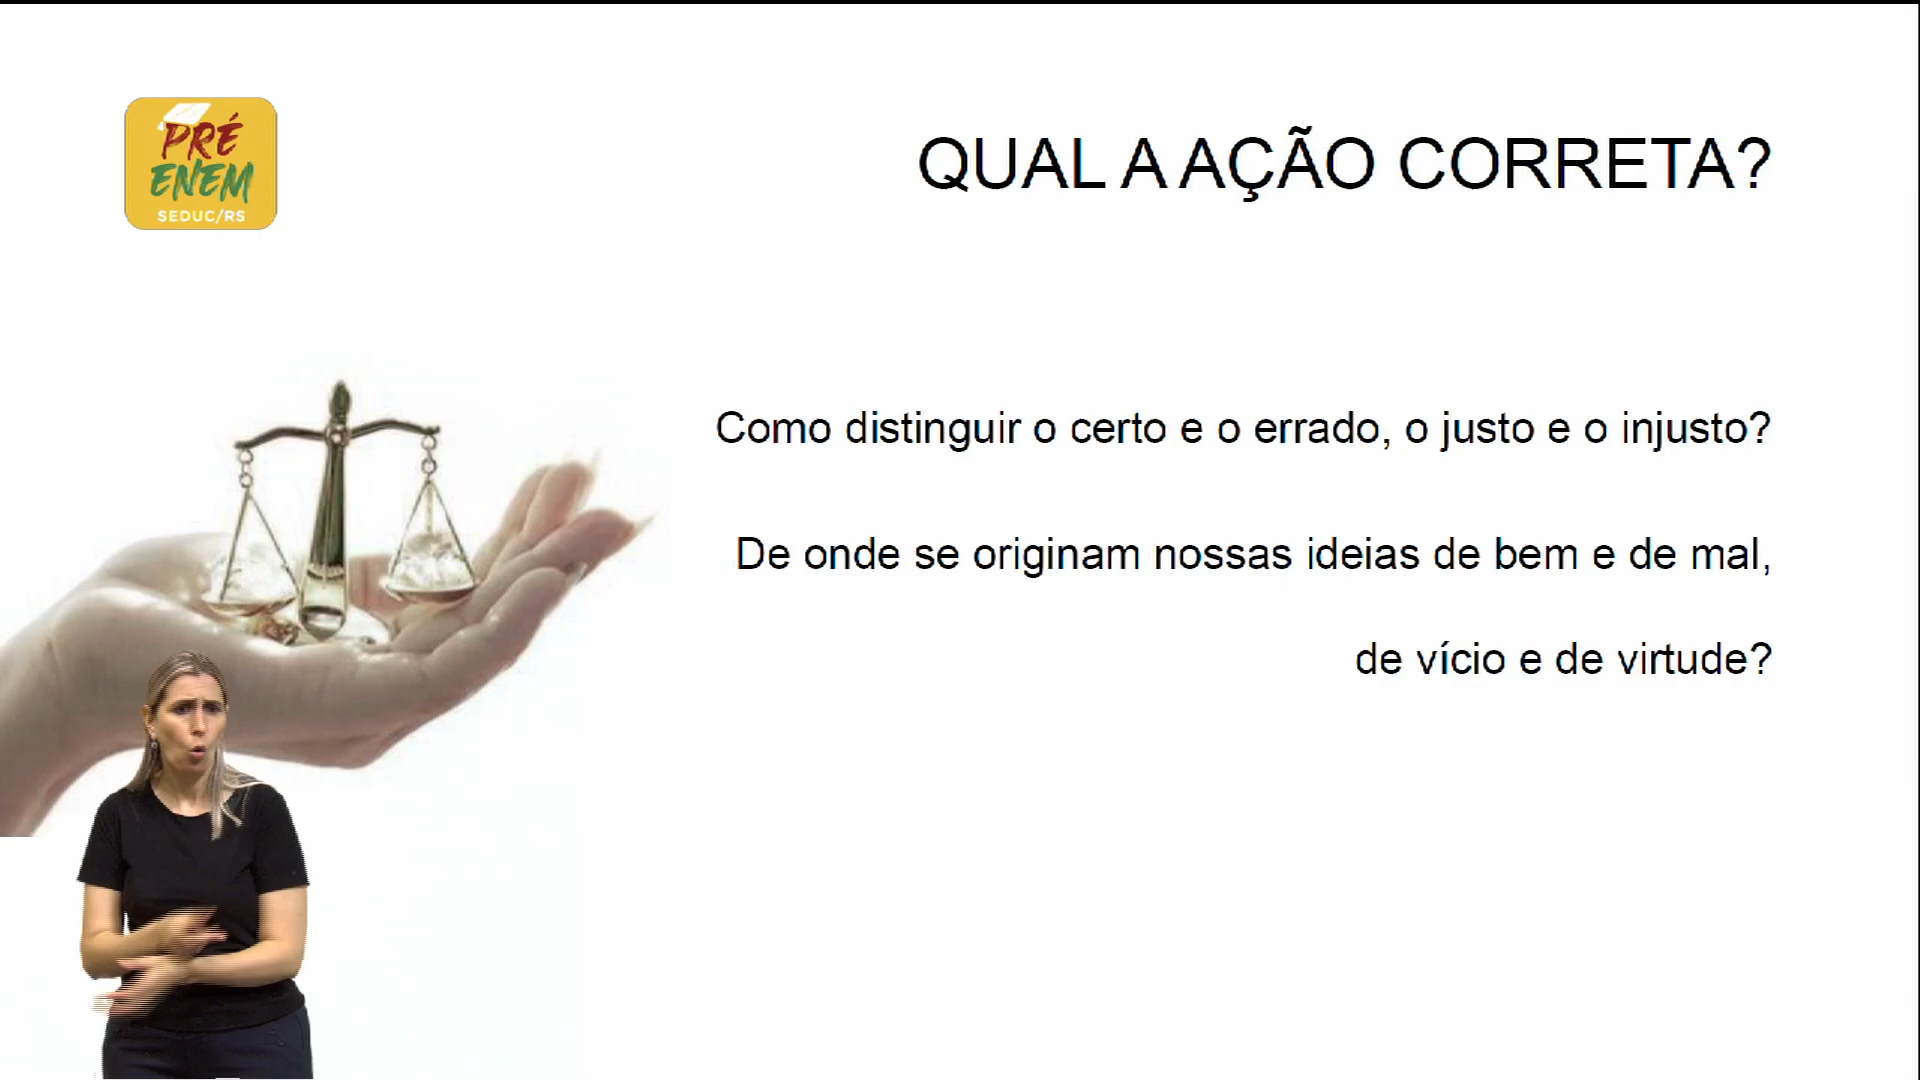 PRÉ
ENEM
SEDUC/RS
QUAL A AÇÃO CORRETA?
Como distinguir o certo e o errado, o justo e o injusto?
De onde se originam nossas ideias de bem e de mal,
de vício e de virtude?